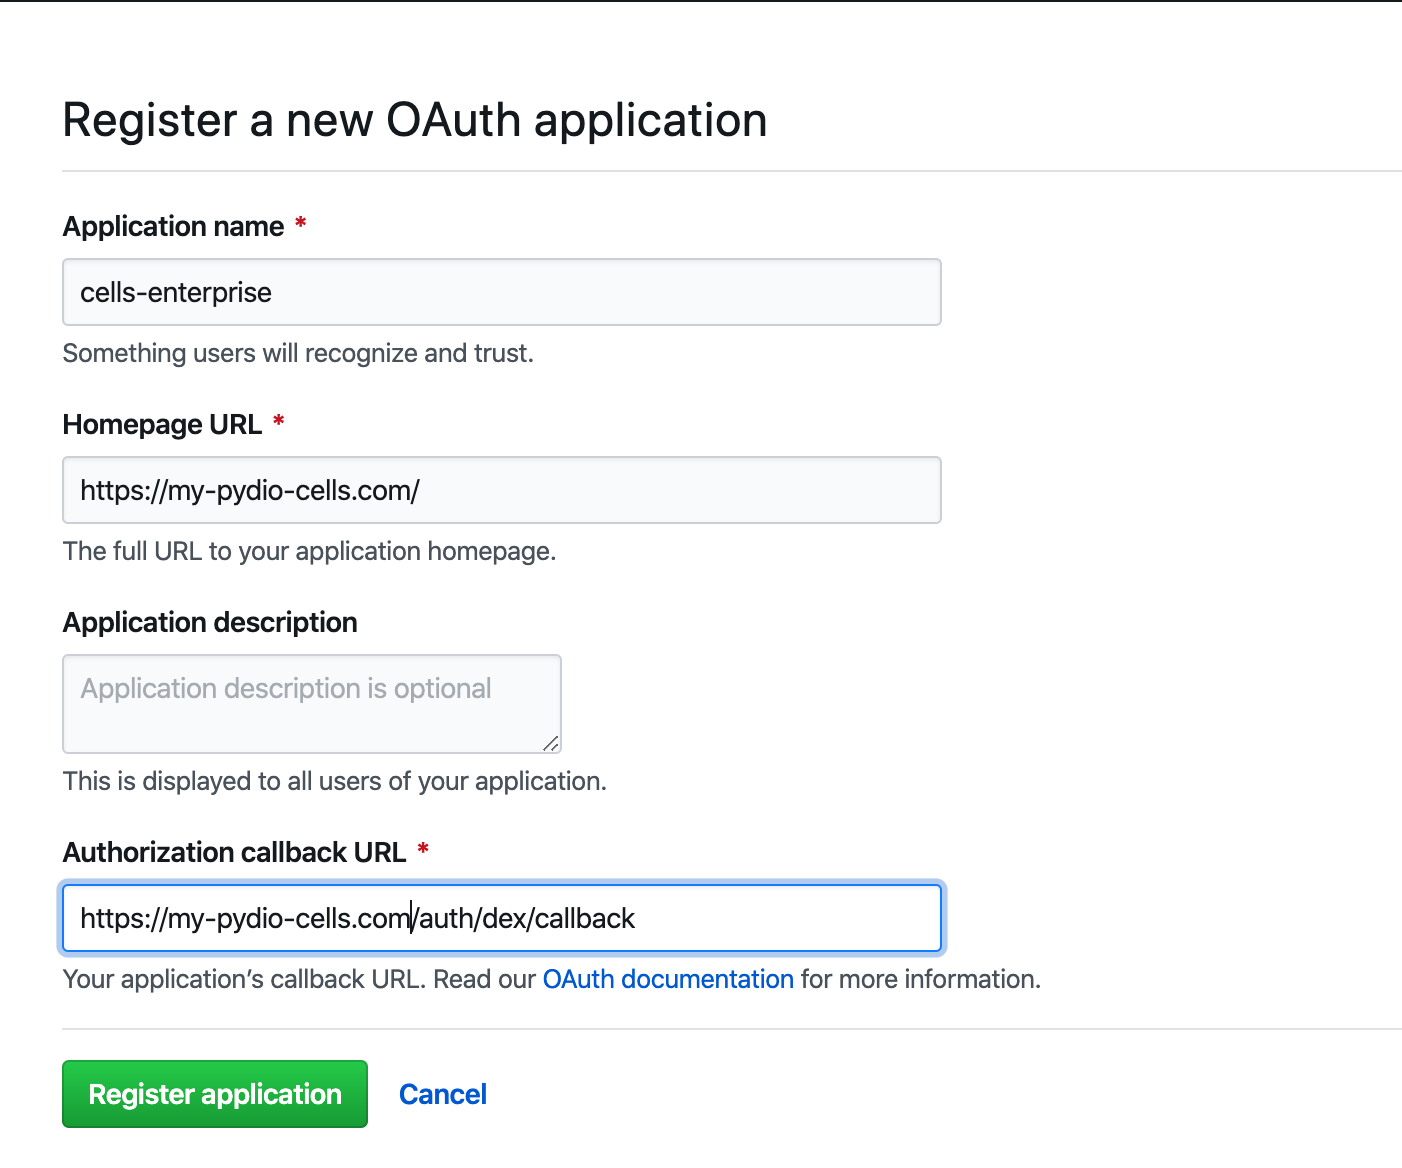 Register a new OAuth application
Application name *
cells-enterprise
Something users will recognize and trust.
Homepage URL *
https://my-pydio-cells.com/
The full URL to your application homepage.
Application description
Application description is optional
This is displayed to all users of your application.
Authorization callback URL *
https://my-pydio-cells.com/auth/dex/callback
Your application’s callback URL. Read our OAuth documentation for more information.
Register application Cancel